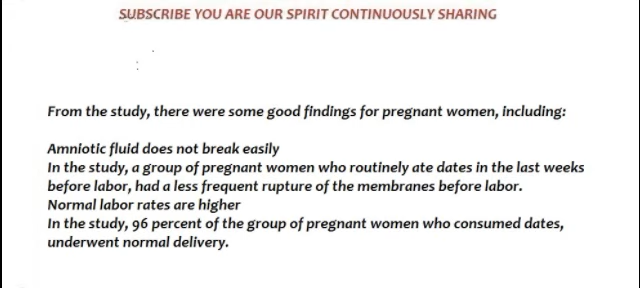 SUBSCRIBE YOU ARE OUR SPIRIT CONTINUOUSLY SHARING
From the study, there were some good findings for pregnant women, including:
Amniotic fluid does not break easily
In the study, a group of pregnant women who routinely ate dates in the last weeks
before labor, had a less frequent rupture of the membranes before labor.
Normal labor rates are higher
In the study, 96 percent of the group of pregnant women who consumed dates,
underwent normal delivery.